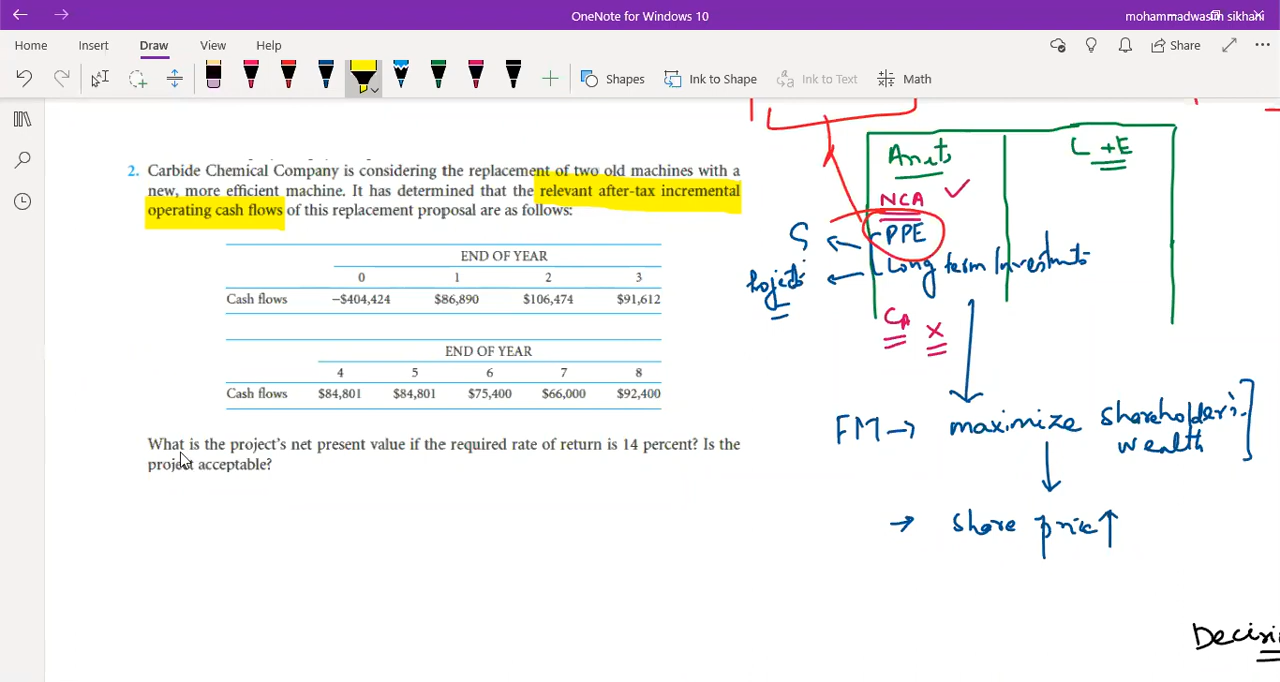 OneNote for Windows 10
mohammadwasim sikhani
Home Insert Draw View Help
Share
Shapes Ink to Shape Ink to Text Math
2. Carbide Chemical Company is considering the replacement of two old machines with a
new, more efficient machine. It has determined that the relevant after-tax incremental
operating cash flows of this replacement proposal are as follows:
END OF YEAR
0 1 2 3
Cash flows −$404,424 $86,890 $106,474 $91,612
END OF YEAR
4 5 6 7 8
Cash flows $84,801 $84,801 $75,400 $66,000 $92,400
What is the project's net present value if the required rate of return is 14 percent? Is the
project acceptable?
Assets L + E
NCA
PPE
Long term Investments
Projects
CA X
FM → maximize shareholder's
wealth
→ share price ↑